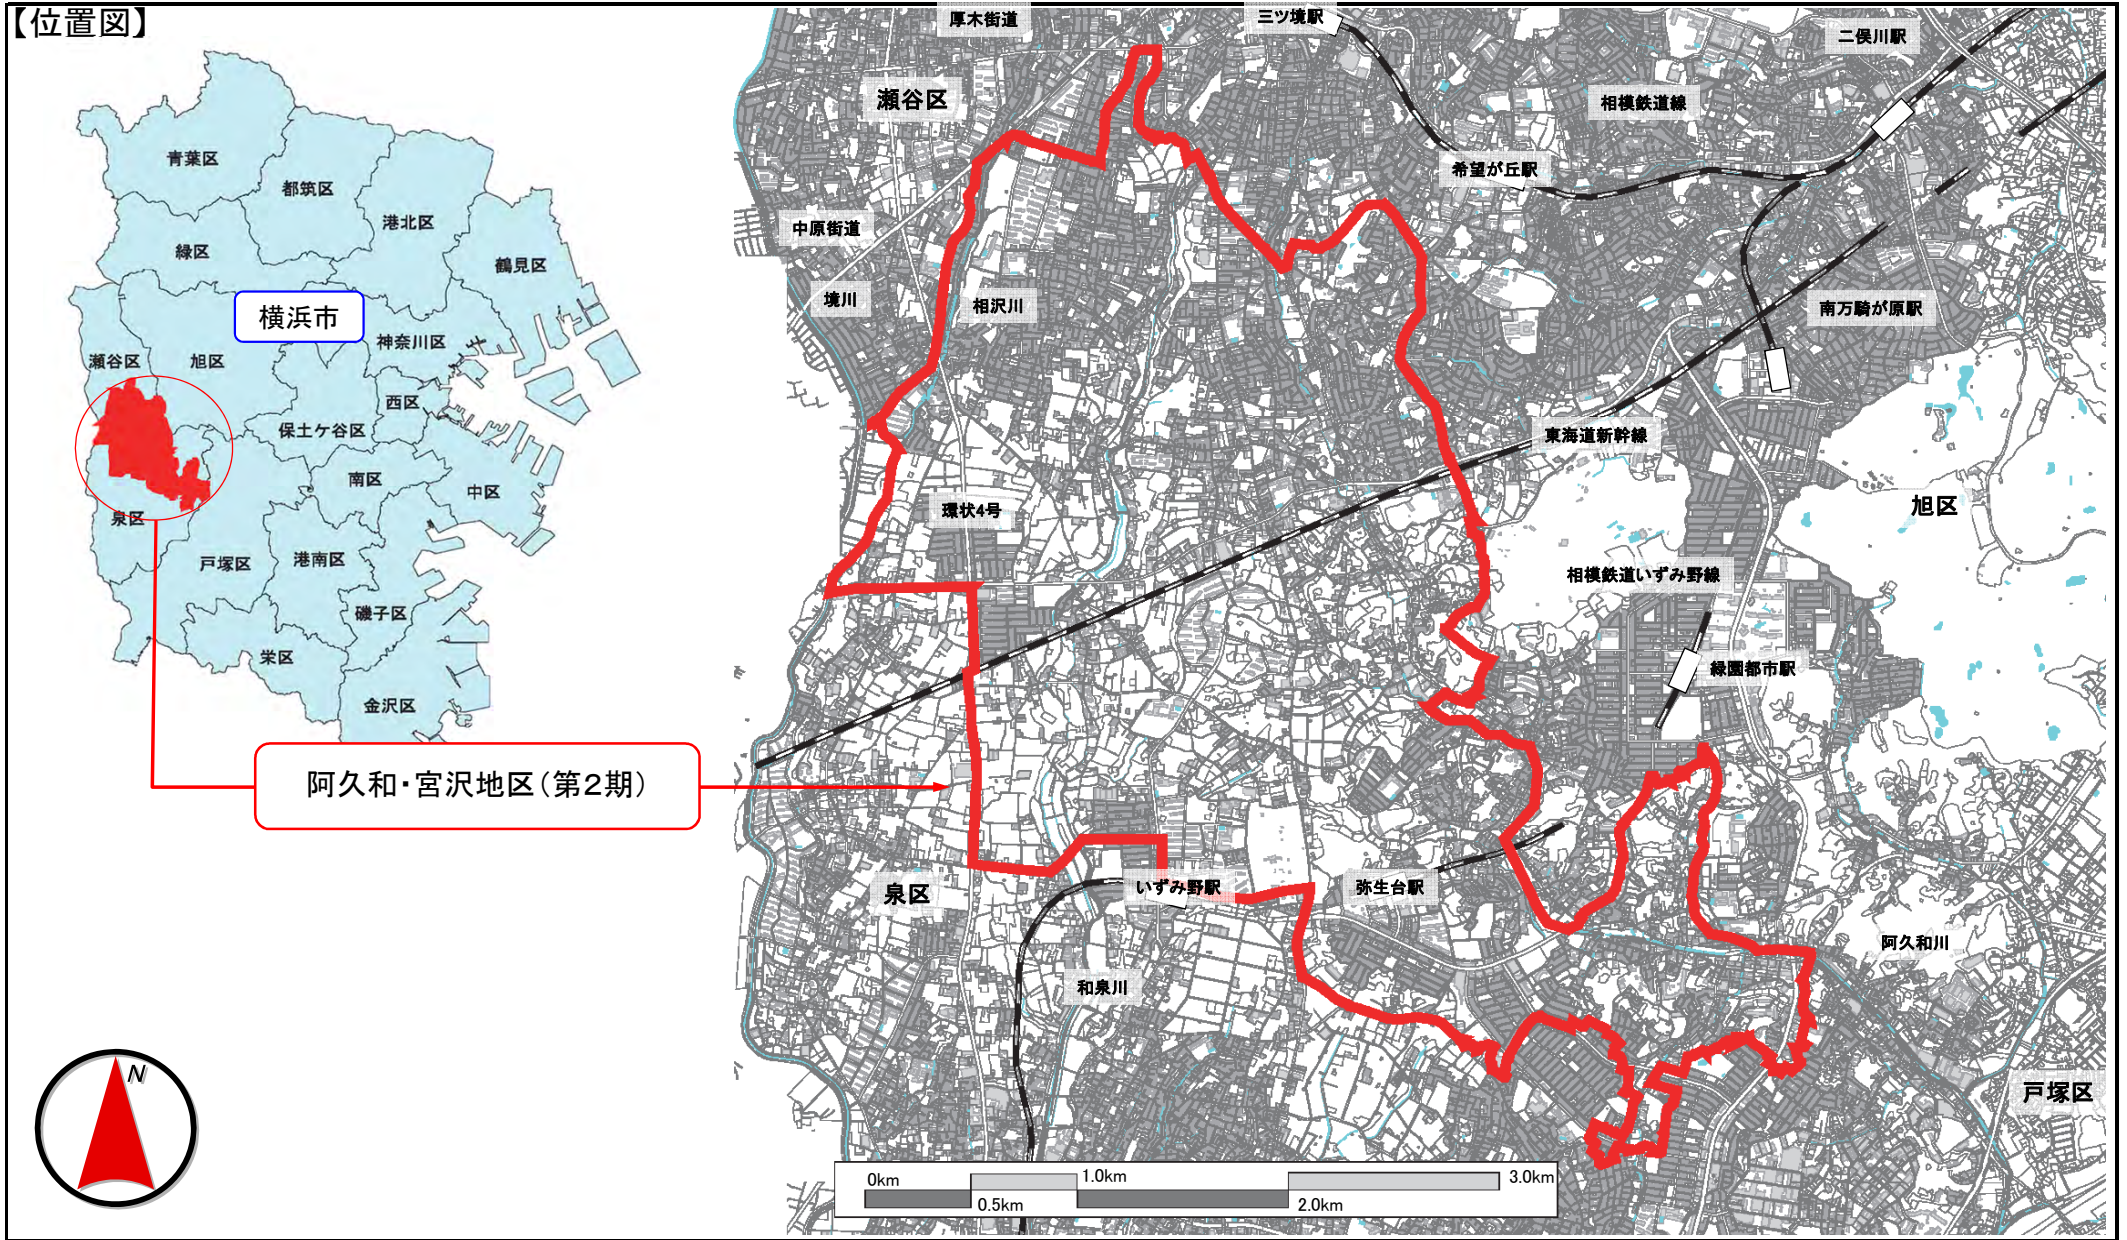 【位置図】
青葉区
都筑区
港北区
緑区
鶴見区
横浜市
神奈川区
瀬谷区
旭区
西区
保土ケ谷区
南区
中区
泉区
戸塚区
港南区
磯子区
栄区
金沢区
阿久和・宮沢地区（第2期）
N
厚木街道
三ツ境駅
二俣川駅
瀬谷区
相模鉄道線
希望が丘駅
中原街道
境川
相沢川
南万騎が原駅
東海道新幹線
環状4号
旭区
相模鉄道いずみ野線
緑園都市駅
いずみ野駅
弥生台駅
泉区
阿久和川
和泉川
戸塚区
0km
1.0km
3.0km
0.5km
2.0km